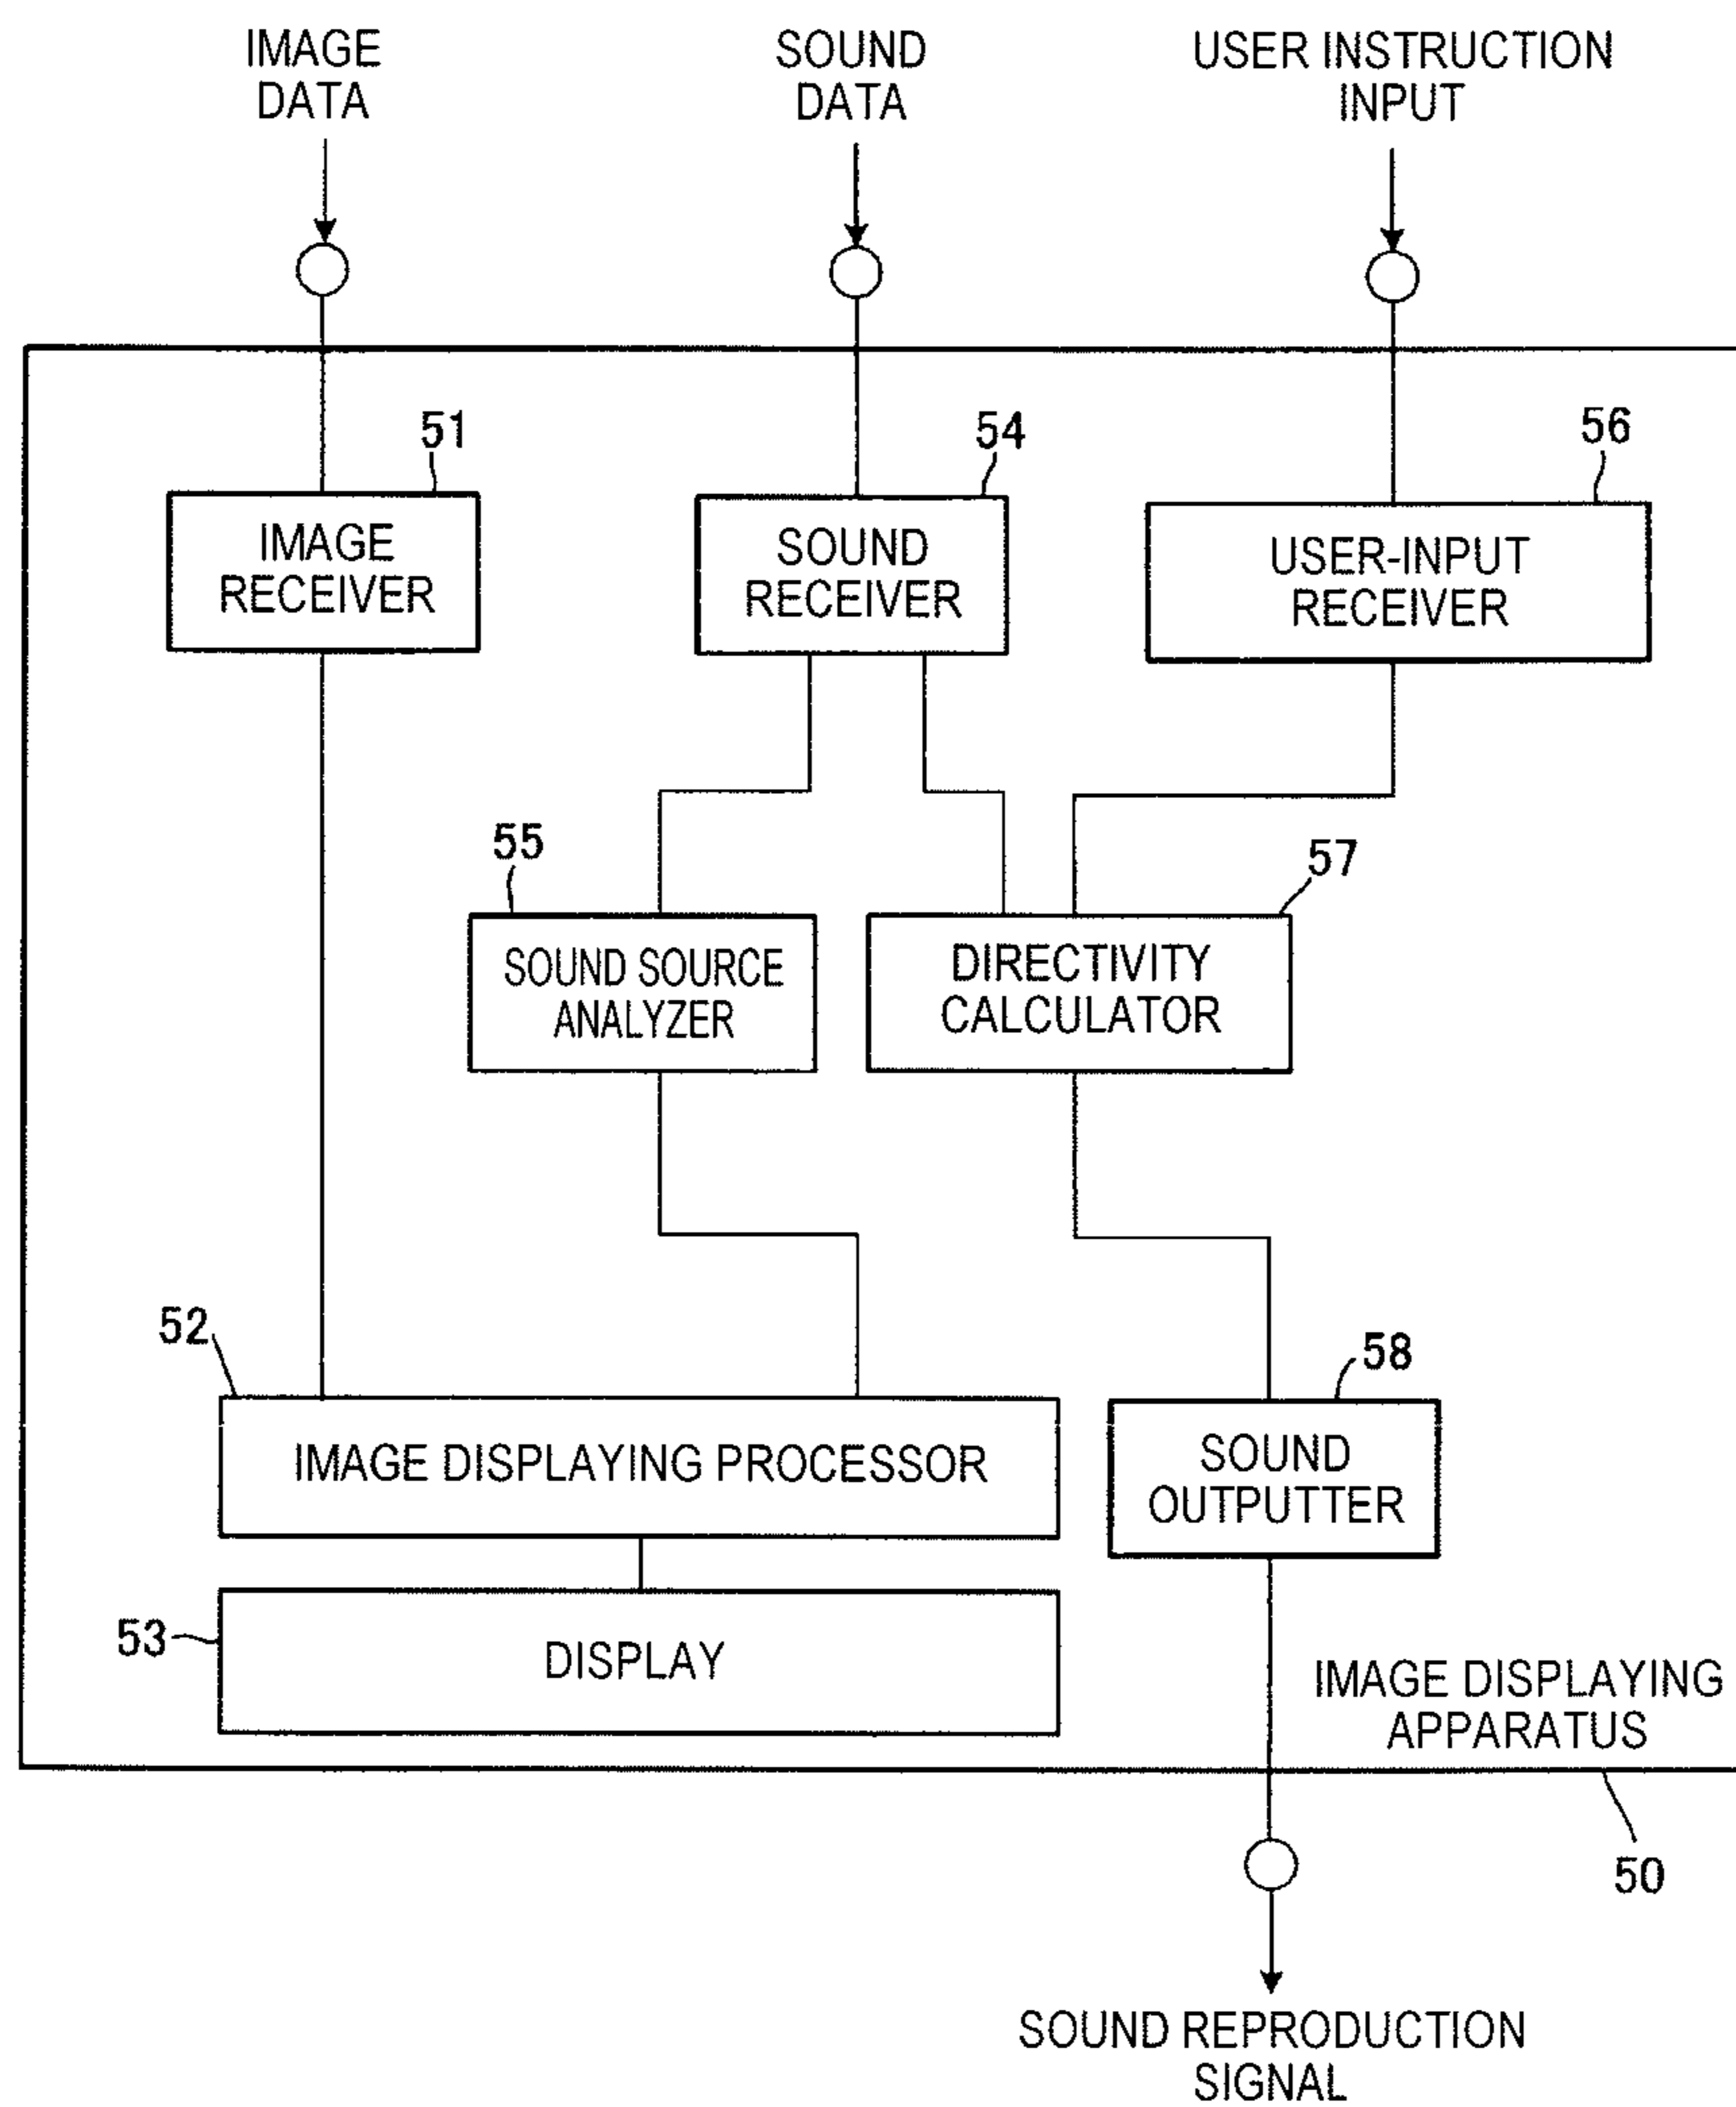 IMAGE
DATA
SOUND
DATA
USER INSTRUCTION
INPUT
51
54
56
IMAGE
RECEIVER
SOUND
RECEIVER
USER-INPUT
RECEIVER
55
57
SOUND SOURCE
ANALYZER
DIRECTIVITY
CALCULATOR
52
58
IMAGE DISPLAYING PROCESSOR
SOUND
OUTPUTTER
53
DISPLAY
IMAGE DISPLAYING
APPARATUS
50
SOUND REPRODUCTION
SIGNAL